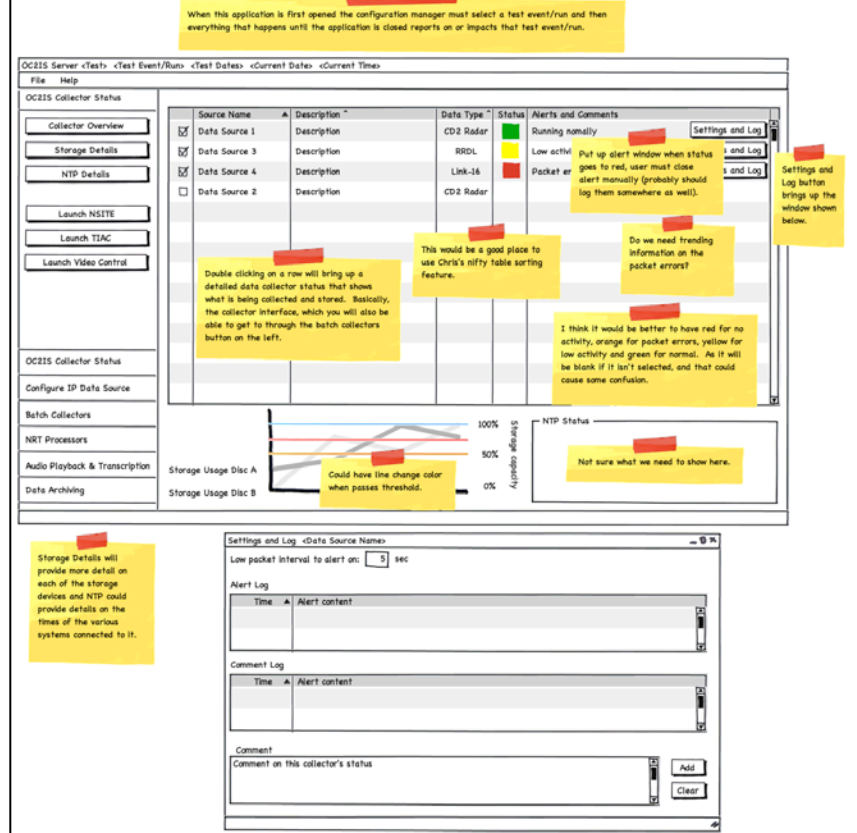 When this application is first opened the configuration manager must select a test event/run and then
everything that happens until the application is closed reports on or impacts that test event/run.
OC2IS Server <Test> <Test Event/Run> <Test Dates> <Current Date> <Current Time>
File Help
OC2IS Collector Status
Collector Overview
Storage Details
NTP Details
Launch NSITE
Launch TIAC
Launch Video Control
OC2IS Collector Status
Configure IP Data Source
Batch Collectors
NRT Processors
Audio Playback & Transcription
Data Archiving
Source Name Description Data Type Status Alerts and Comments
Data Source 1 Description CD2 Radar Running nomally Settings and Log
Data Source 3 Description RRDL Low activi s and Log
Data Source 4 Description Link-16 Packet er s and Log
Data Source 2 Description CD2 Radar
Put up alert window when status
goes to red, user must close
alert manually (probably should
log them somewhere as well).
Settings and
Log button
brings up the
window shown
below.
Double clicking on a row will bring up a
detailed data collector status that shows
what is being collected and stored. Basically,
the collector interface, which you will also be
able to get to through the batch collectors
button on the left.
This would be a good place to
use Chris's nifty table sorting
feature.
Do we need trending
information on the
packet errors?
I think it would be better to have red for no
activity, orange for packet errors, yellow for
low activity and green for normal. As it will
be blank if it isn't selected, and that could
cause some confusion.
Storage Usage Disc A
Storage Usage Disc B
100%
50%
0%
Storage capacity
Could have line change color
when passes threshold.
NTP Status
Not sure what we need to show here.
Storage Details will
provide more detail on
each of the storage
devices and NTP could
provide details on the
times of the various
systems connected to it.
Settings and Log <Data Source Name>
Low packet interval to alert on: 5 sec
Alert Log
Time Alert content
Comment Log
Time Alert content
Comment
Comment on this collector's status
Add
Clear